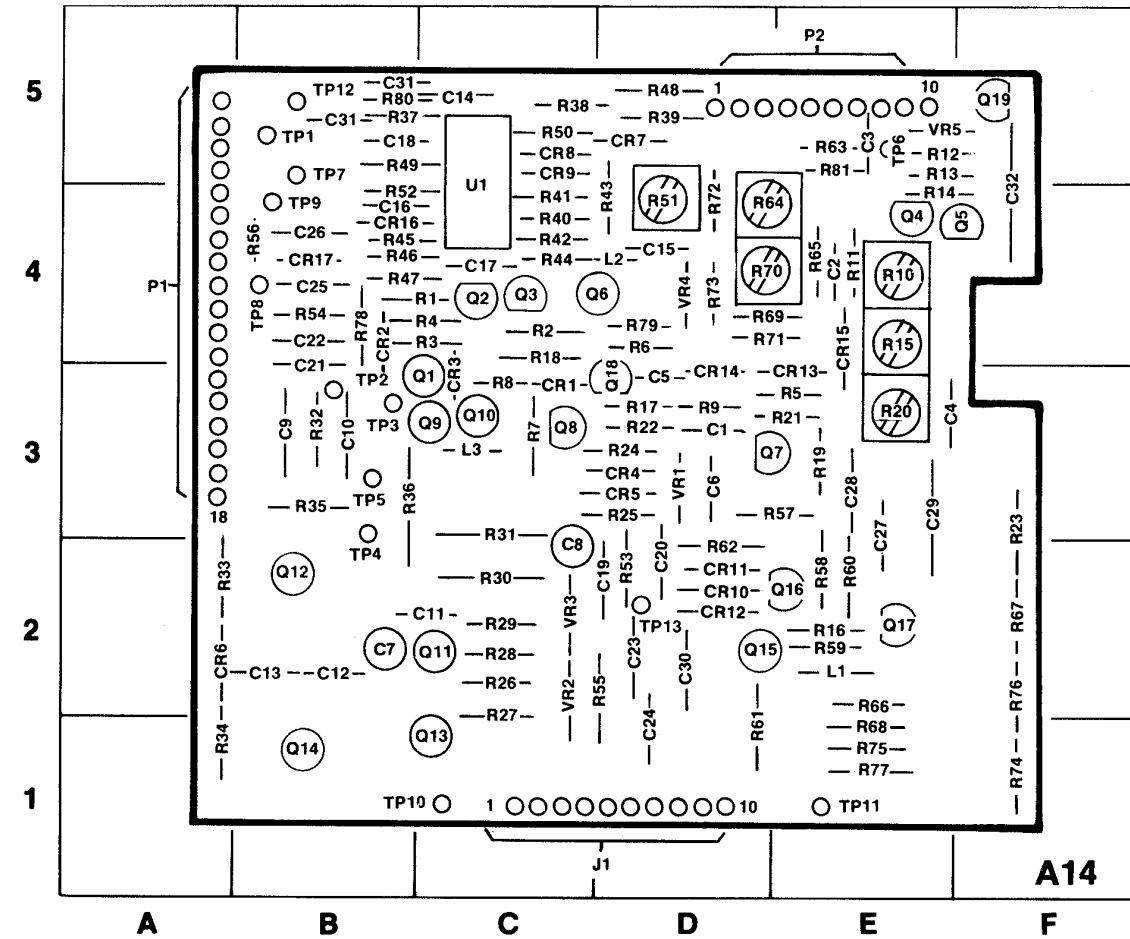 P2
5
TP12
C31
R80
C14
R38
R48
1
10
Q19
TP1
C31
R37
R39
C18
R50
CR7
C3
TP6
VR5
R63
R12
CR8
R49
TP7
CR9
R81
R13
U1
R51
R43
R72
R64
R14
C32
R52
TP9
C16
R41
Q4
Q5
CR16
R40
R56
C26
R45
R42
C15
R65
C2
R11
4
P1
CR17
R46
C17
R44
L2
R70
R10
R47
VR4
R73
TP8
C25
R1
Q2
Q3
Q6
R54
R78
CR2
R4
R2
R79
R69
C22
R3
R6
R71
CR15
R15
C21
R18
TP2
Q1
CR3
R8
CR1
Q18
C5
CR14
CR13
R5
C9
R32
C10
TP3
Q9
Q10
R7
Q8
R17
R9
R21
R20
C4
R22
C1
3
L3
R24
Q7
R19
CR4
VR1
C6
TP5
R36
CR5
C28
C29
R35
R25
R57
C27
R23
18
TP4
R31
C8
R62
R33
Q12
C19
R53
C20
CR11
R58
R60
R30
CR10
Q16
2
C11
VR3
TP13
CR12
R67
R29
R16
Q17
C7
Q11
R28
C23
Q15
R59
CR6
C13
C12
R26
VR2
R55
C30
L1
R76
R27
R66
R34
Q14
Q13
C24
R61
R68
R75
R77
R74
1
TP10
1
10
TP11
J1
A14
A
B
C
D
E
F